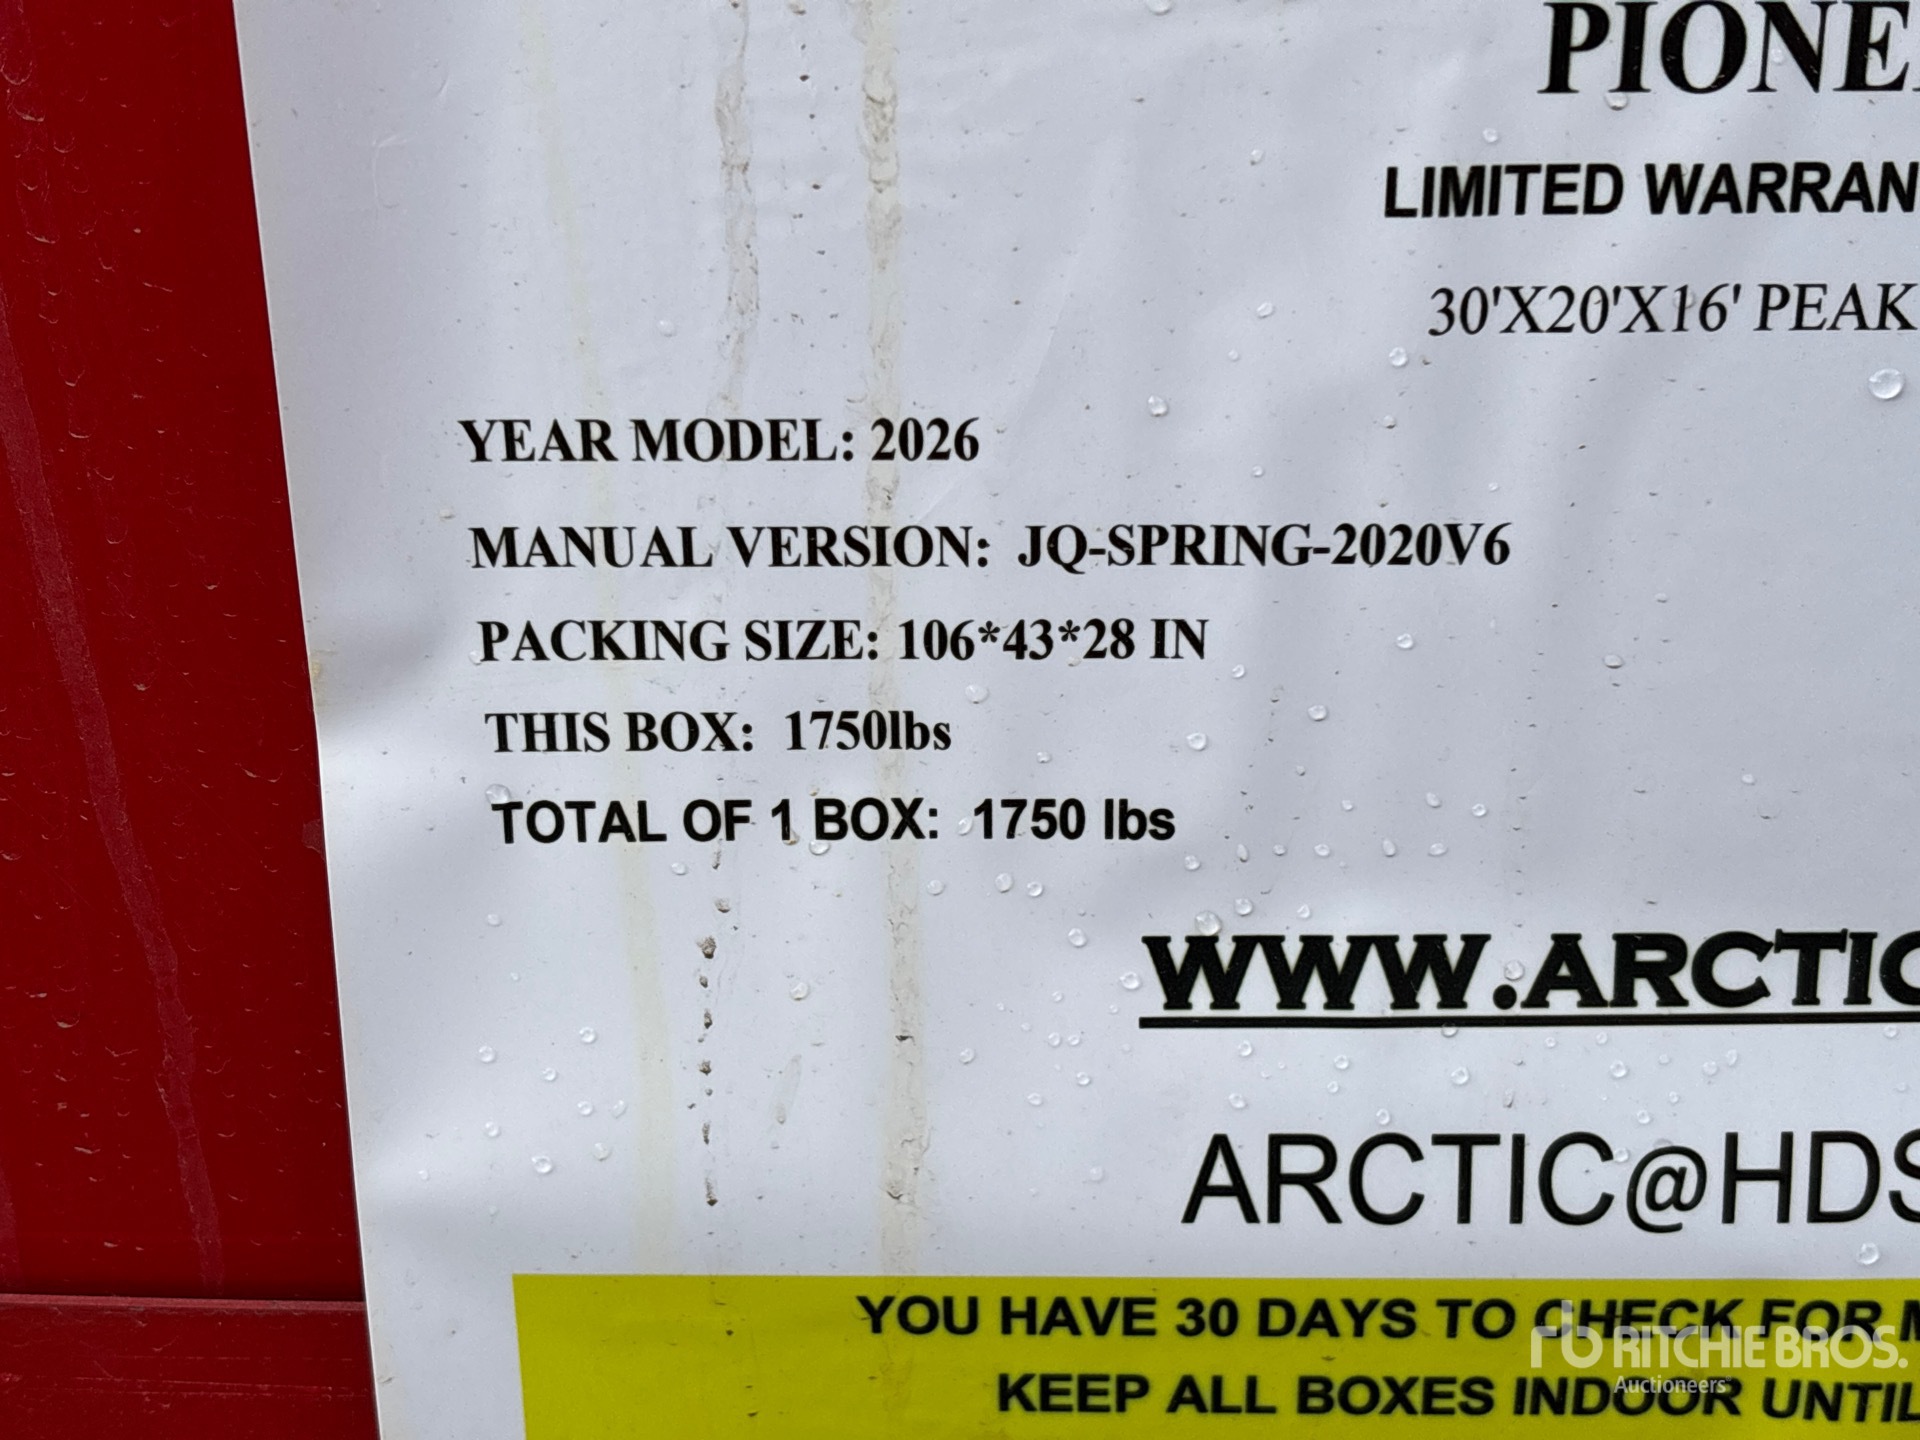 PIONE
LIMITED WARRAN
30'X20'X16' PEAK
YEAR MODEL: 2026
MANUAL VERSION: JQ-SPRING-2020V6
PACKING SIZE: 106*43*28 IN
THIS BOX: 1750lbs
TOTAL OF 1 BOX: 1750 lbs
WWW.ARCTIC
ARCTIC@HDS
YOU HAVE 30 DAYS TO CHECK FOR M
KEEP ALL BOXES INDOOR UNTIL
rb RITCHIE BROS.
Auctioneers